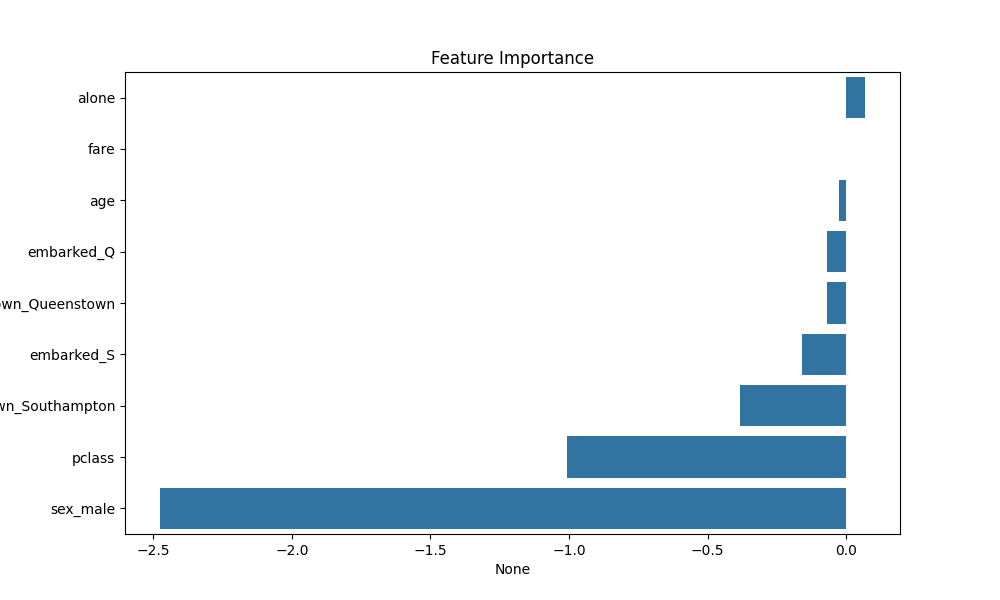 Feature Importance
alone
fare
age
embarked_Q
own_Queenstown
embarked_S
wn_Southampton
pclass
sex_male
−2.5 −2.0 −1.5 −1.0 −0.5 0.0
None